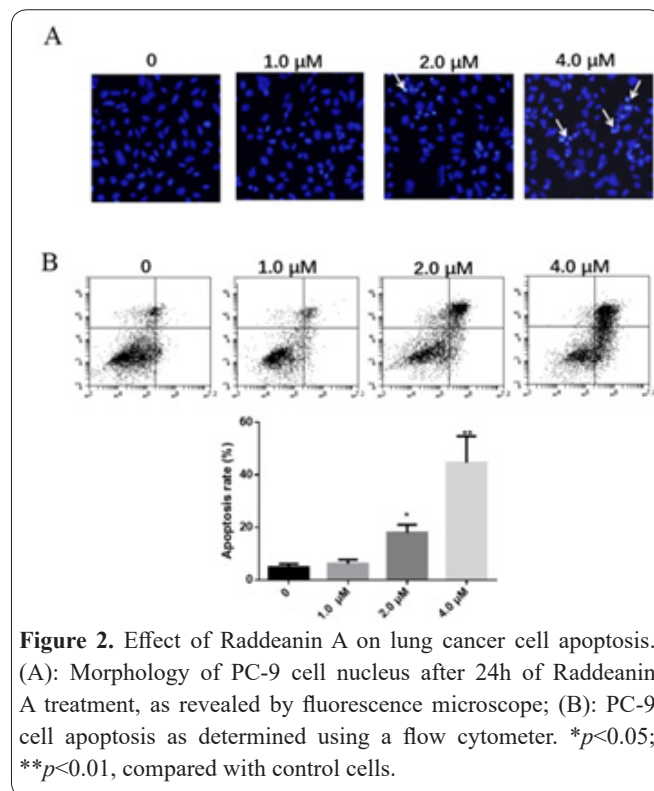 A
0 1.0 μM 2.0 μM 4.0 μM
B
0 1.0 μM 2.0 μM 4.0 μM
60
**
40
Apoptosis rate (%)
*
20
0
0 1.0 μM 2.0 μM 4.0 μM
Figure 2. Effect of Raddeanin A on lung cancer cell apoptosis.
(A): Morphology of PC-9 cell nucleus after 24h of Raddeanin
A treatment, as revealed by fluorescence microscope; (B): PC-9
cell apoptosis as determined using a flow cytometer. *p<0.05;
**p<0.01, compared with control cells.